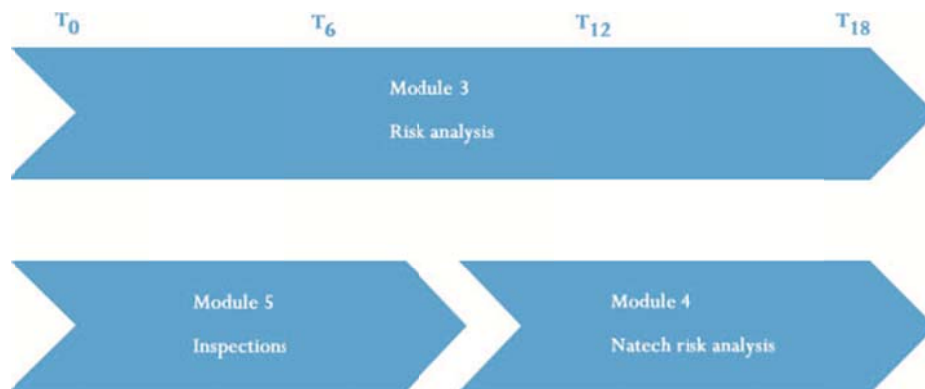 T0 T6 T12 T18
Module 3
Risk analysis
Module 5
Inspections
Module 4
Natech risk analysis